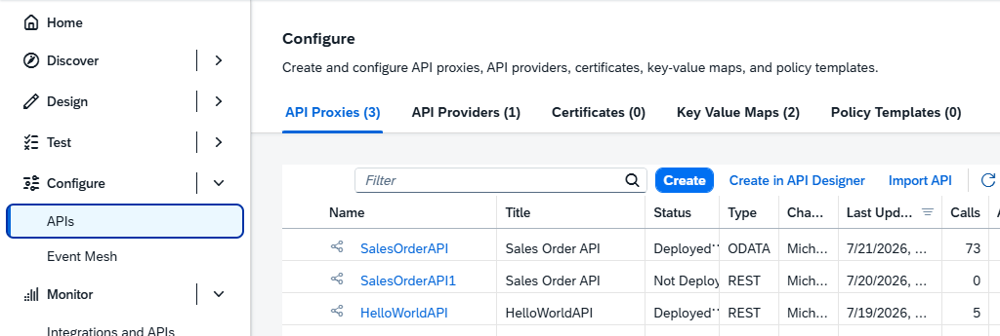 Home
Discover
Design
Test
Configure
APIs
Event Mesh
Monitor
Integrations and APIs
Configure
Create and configure API proxies, API providers, certificates, key-value maps, and policy templates.
API Proxies (3) API Providers (1) Certificates (0) Key Value Maps (2) Policy Templates (0)
Filter Create Create in API Designer Import API
Name Title Status Type Cha... Last Upd... Calls
SalesOrderAPI Sales Order API Deployed ODATA Mich... 7/21/2026, ... 73
SalesOrderAPI1 Sales Order API Not Deploy REST Mich... 7/20/2026, ... 0
HelloWorldAPI HelloWorldAPI Deployed REST Mich... 7/19/2026, ... 5